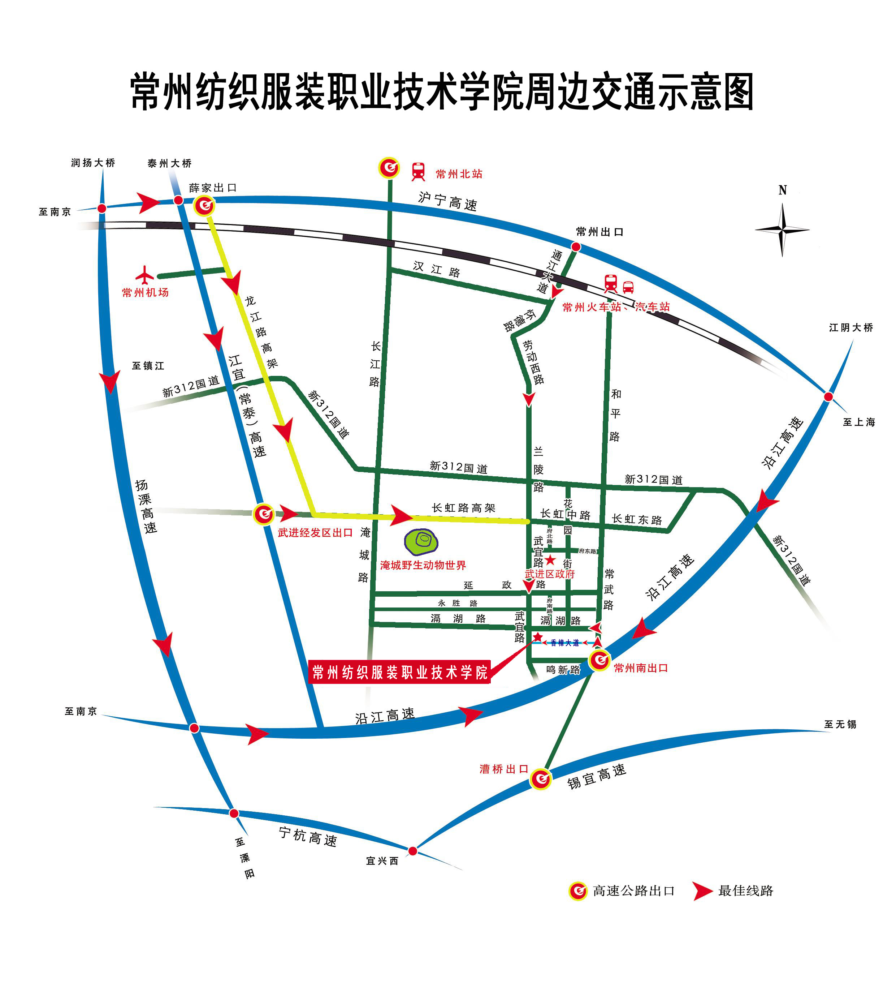 常州纺织服装职业技术学院周边交通示意图
润扬大桥
泰州大桥
薛家出口
常州北站
沪宁高速
N
至南京
常州出口
通江大道
汉江路
常州机场
常州火车站、汽车站
龙江路高架
怀德路
江阴大桥
劳动西路
长江路
至镇江
江宜(常泰)高速
新312国道
新312国道
和平路
至上海
沿江高速
兰陵路
新312国道
新312国道
扬溧高速
花园街
长虹路高架
长虹中路
长虹东路
武进经发区出口
淹城路
府北路
武宜路
府东路
新312国道
淹城野生动物世界
武进区政府
常武路
沿江高速
延政路
永胜路
府南路
滆湖路
武宜路
滆湖路
香樟大道
常州纺织服装职业技术学院
鸣新路
常州南出口
至南京
沿江高速
至无锡
漕桥出口
锡宜高速
宁杭高速
至溧阳
宜兴西
高速公路出口
最佳线路